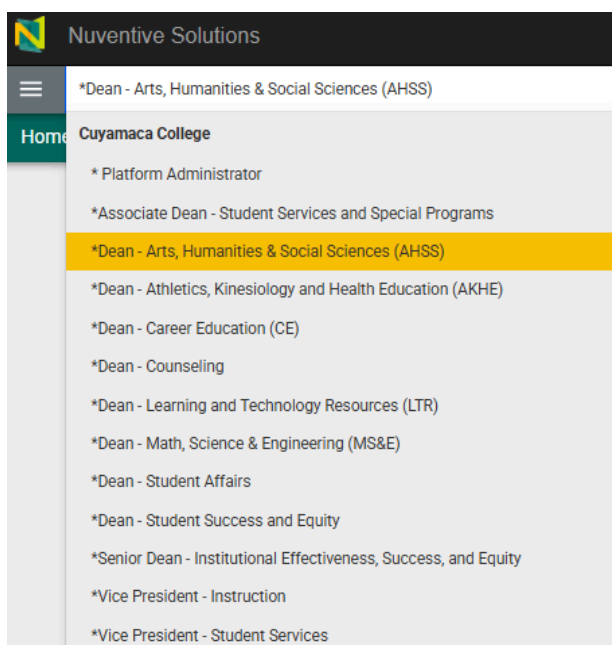 Nuventive Solutions
*Dean - Arts, Humanities & Social Sciences (AHSS)
Home
Cuyamaca College
* Platform Administrator
*Associate Dean - Student Services and Special Programs
*Dean - Arts, Humanities & Social Sciences (AHSS)
*Dean - Athletics, Kinesiology and Health Education (AKHE)
*Dean - Career Education (CE)
*Dean - Counseling
*Dean - Learning and Technology Resources (LTR)
*Dean - Math, Science & Engineering (MS&E)
*Dean - Student Affairs
*Dean - Student Success and Equity
*Senior Dean - Institutional Effectiveness, Success, and Equity
*Vice President - Instruction
*Vice President - Student Services